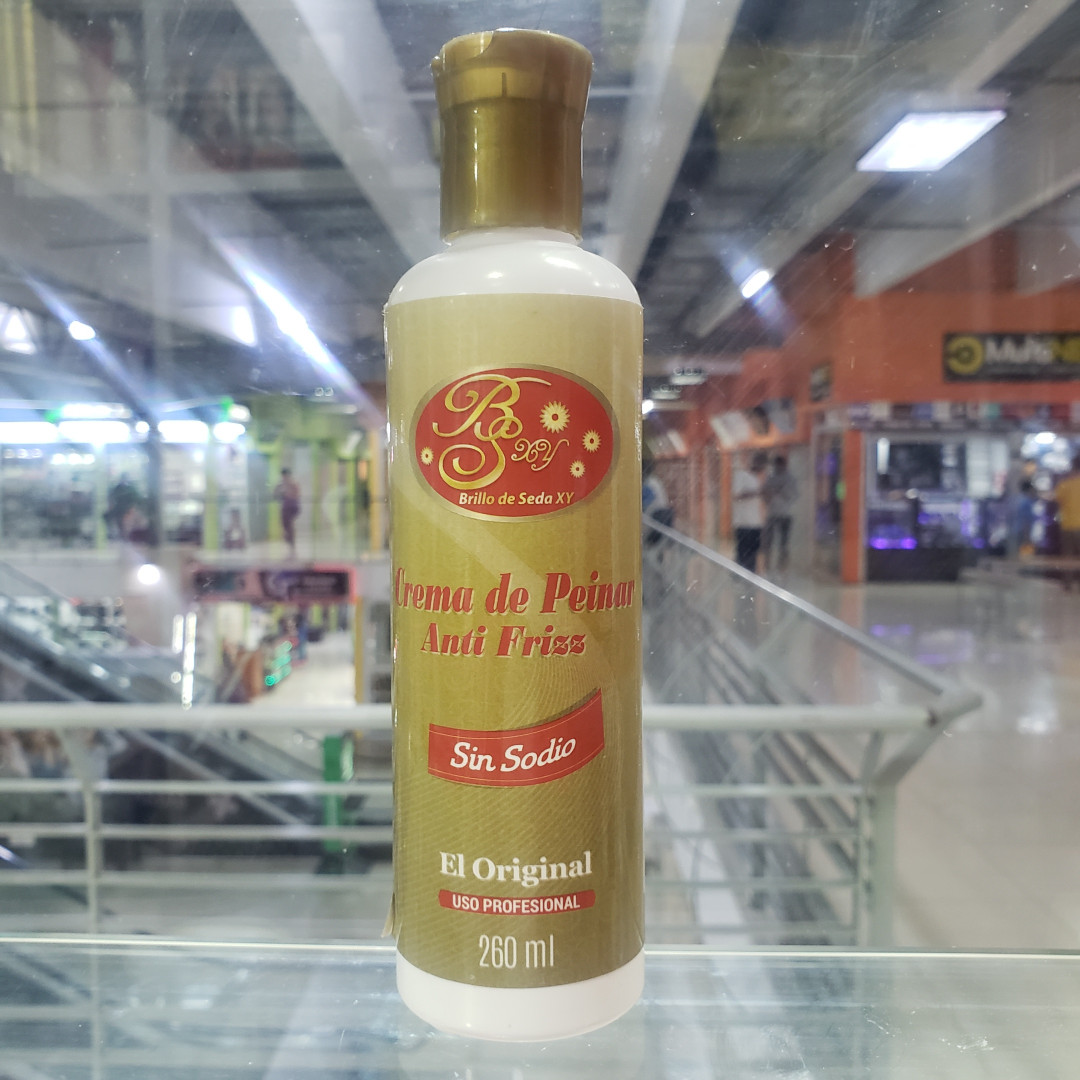 BS XY
Brillo de Seda XY
Crema de Peinar
Anti Frizz
Sin Sodio
El Original
USO PROFESIONAL
260 ml